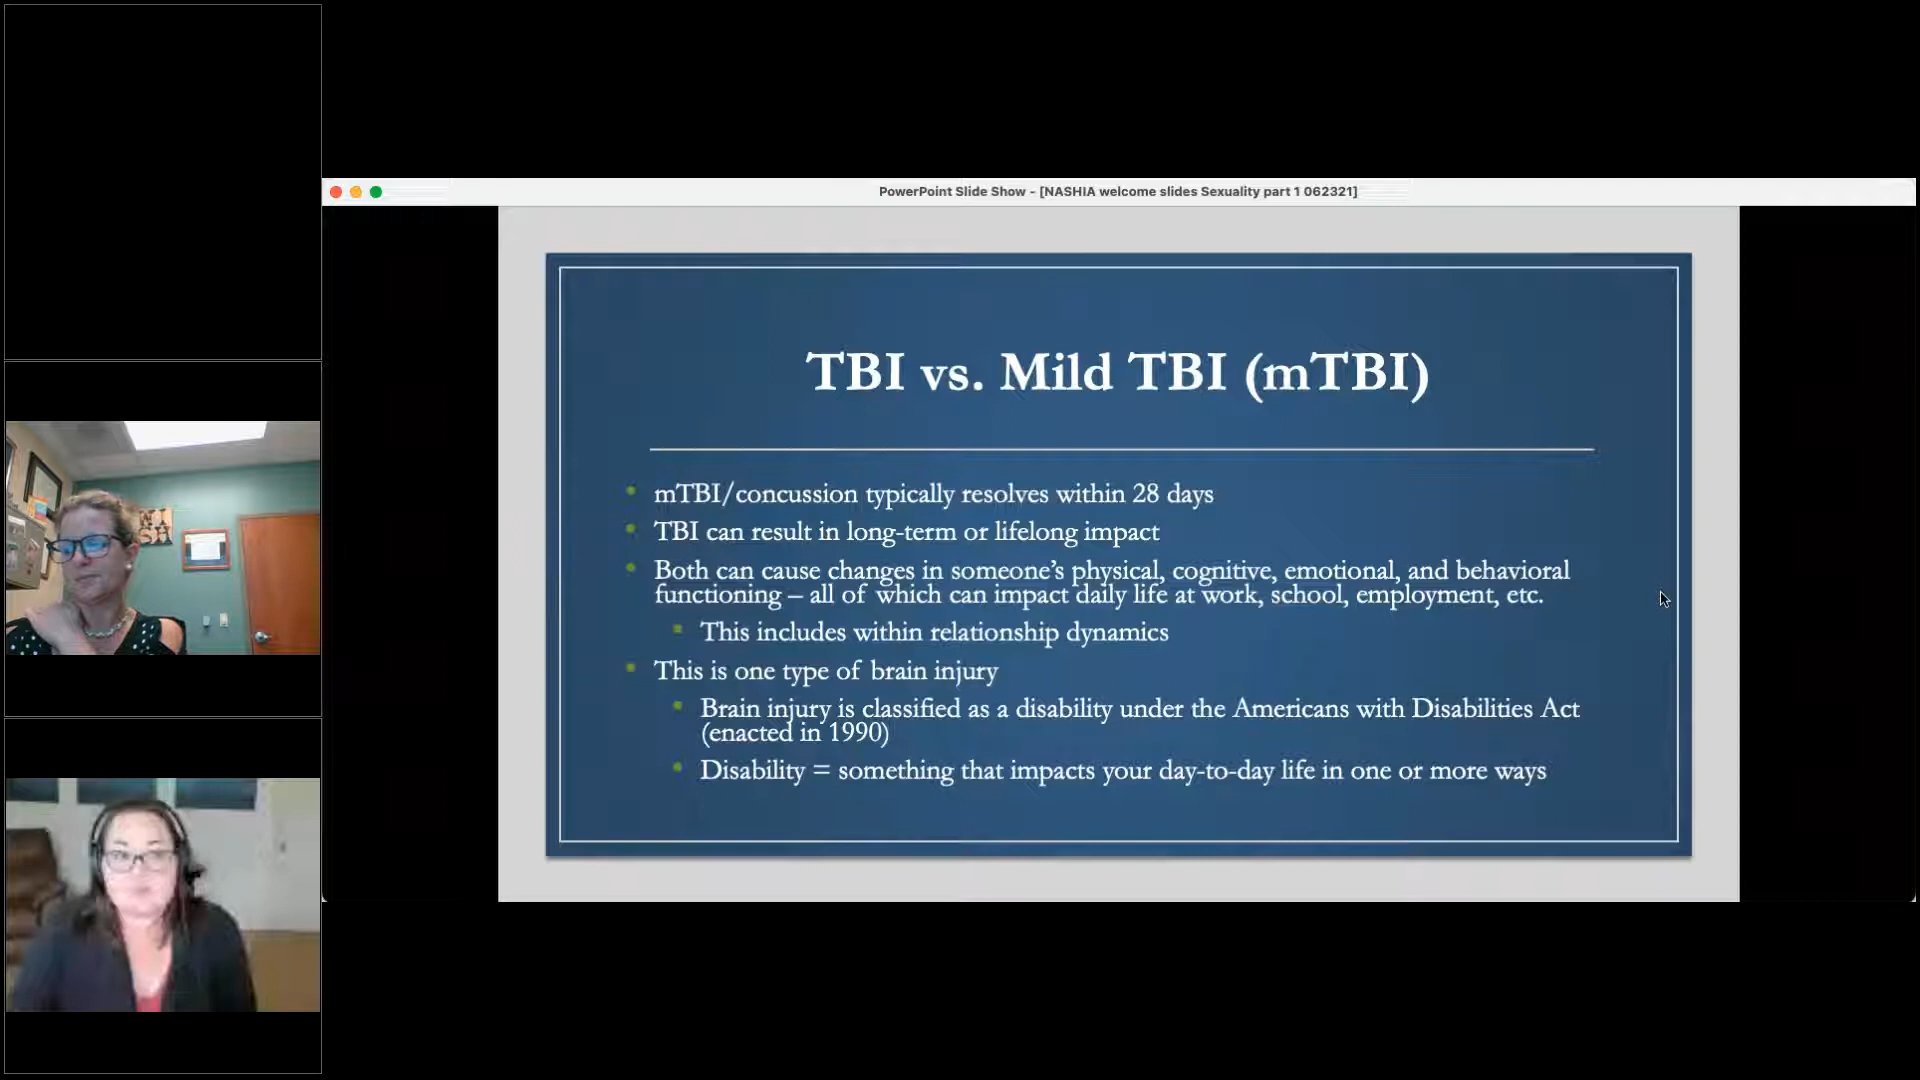 PowerPoint Slide Show - [NASHIA welcome slides Sexuality part 1 062321]
TBI vs. Mild TBI (mTBI)
mTBI/concussion typically resolves within 28 days
TBI can result in long-term or lifelong impact
Both can cause changes in someone’s physical, cognitive, emotional, and behavioral
functioning – all of which can impact daily life at work, school, employment, etc.
This includes within relationship dynamics
This is one type of brain injury
Brain injury is classified as a disability under the Americans with Disabilities Act
(enacted in 1990)
Disability = something that impacts your day-to-day life in one or more ways